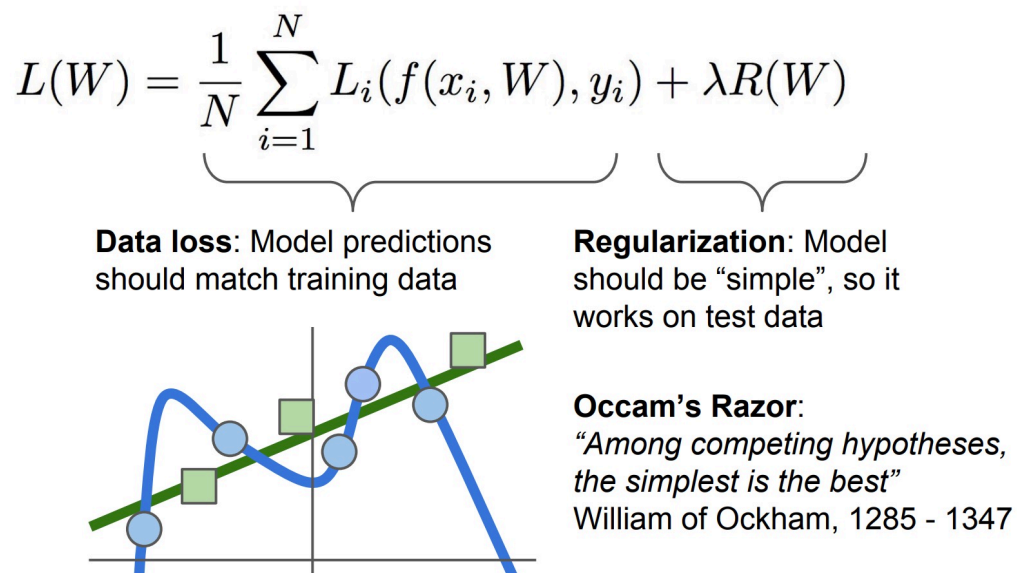 L(W) = \frac{1}{N} \sum_{i=1}^{N} L_i(f(x_i, W), y_i) + λR(W)
Data loss: Model predictions
should match training data
Regularization: Model
should be “simple”, so it
works on test data
Occam’s Razor:
“Among competing hypotheses,
the simplest is the best”
William of Ockham, 1285 - 1347